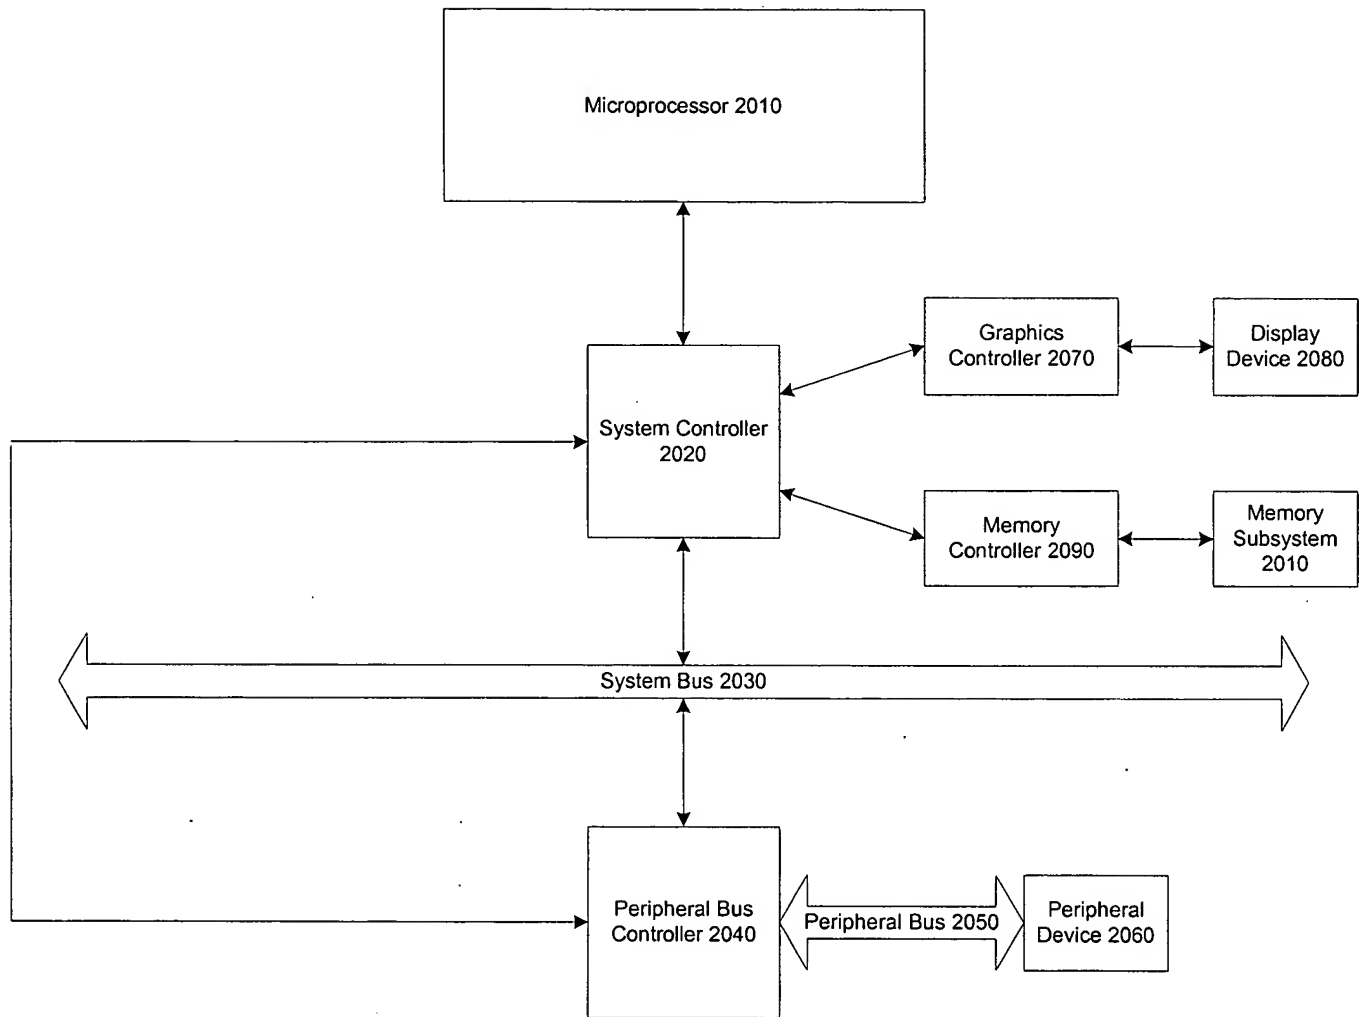 Microprocessor 2010
Graphics
Controller 2070
Display
Device 2080
System Controller
2020
Memory
Controller 2090
Memory
Subsystem
2010
System Bus 2030
Peripheral Bus
Controller 2040
Peripheral Bus 2050
Peripheral
Device 2060